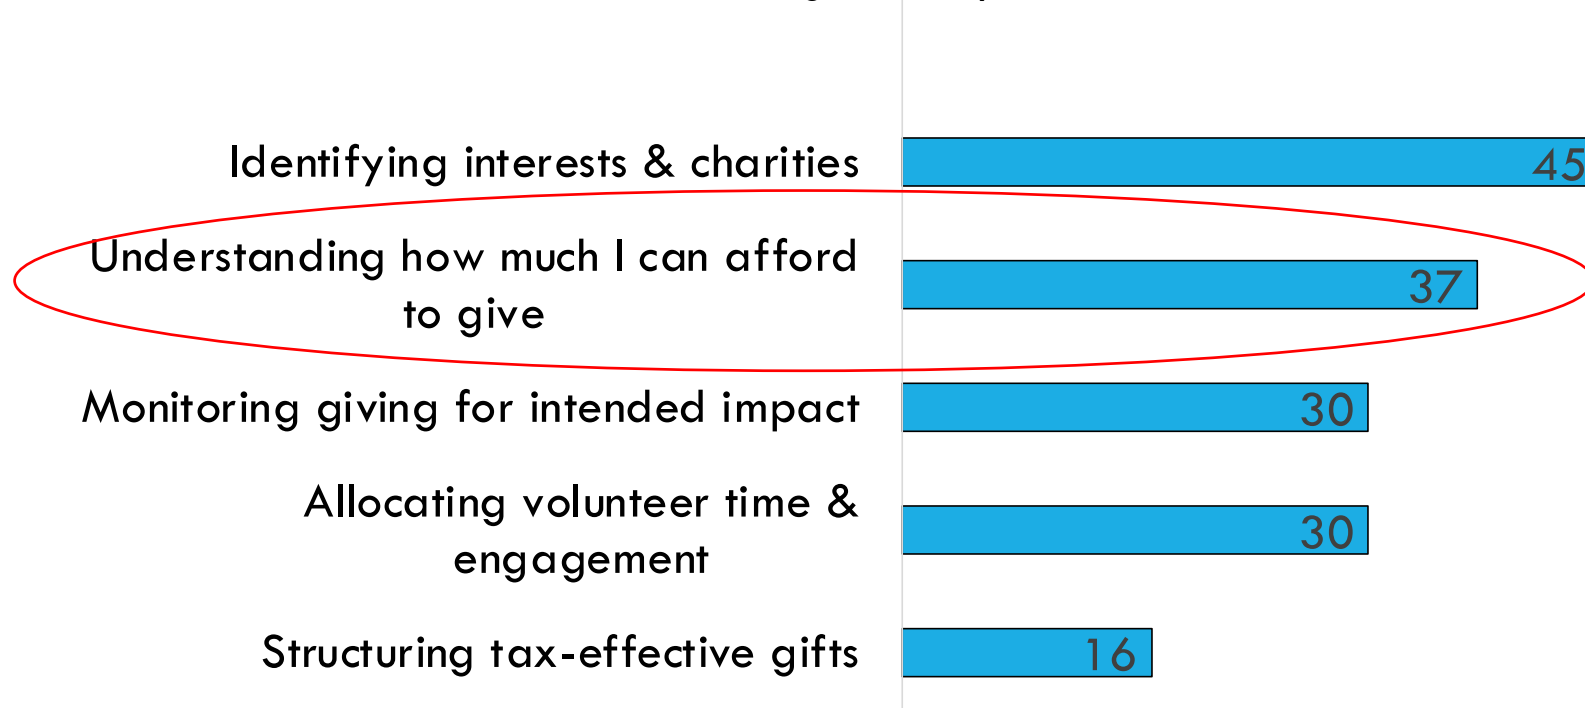 Identifying interests & charities
45
Understanding how much I can afford
to give
37
Monitoring giving for intended impact
30
Allocating volunteer time &
engagement
30
Structuring tax-effective gifts
16